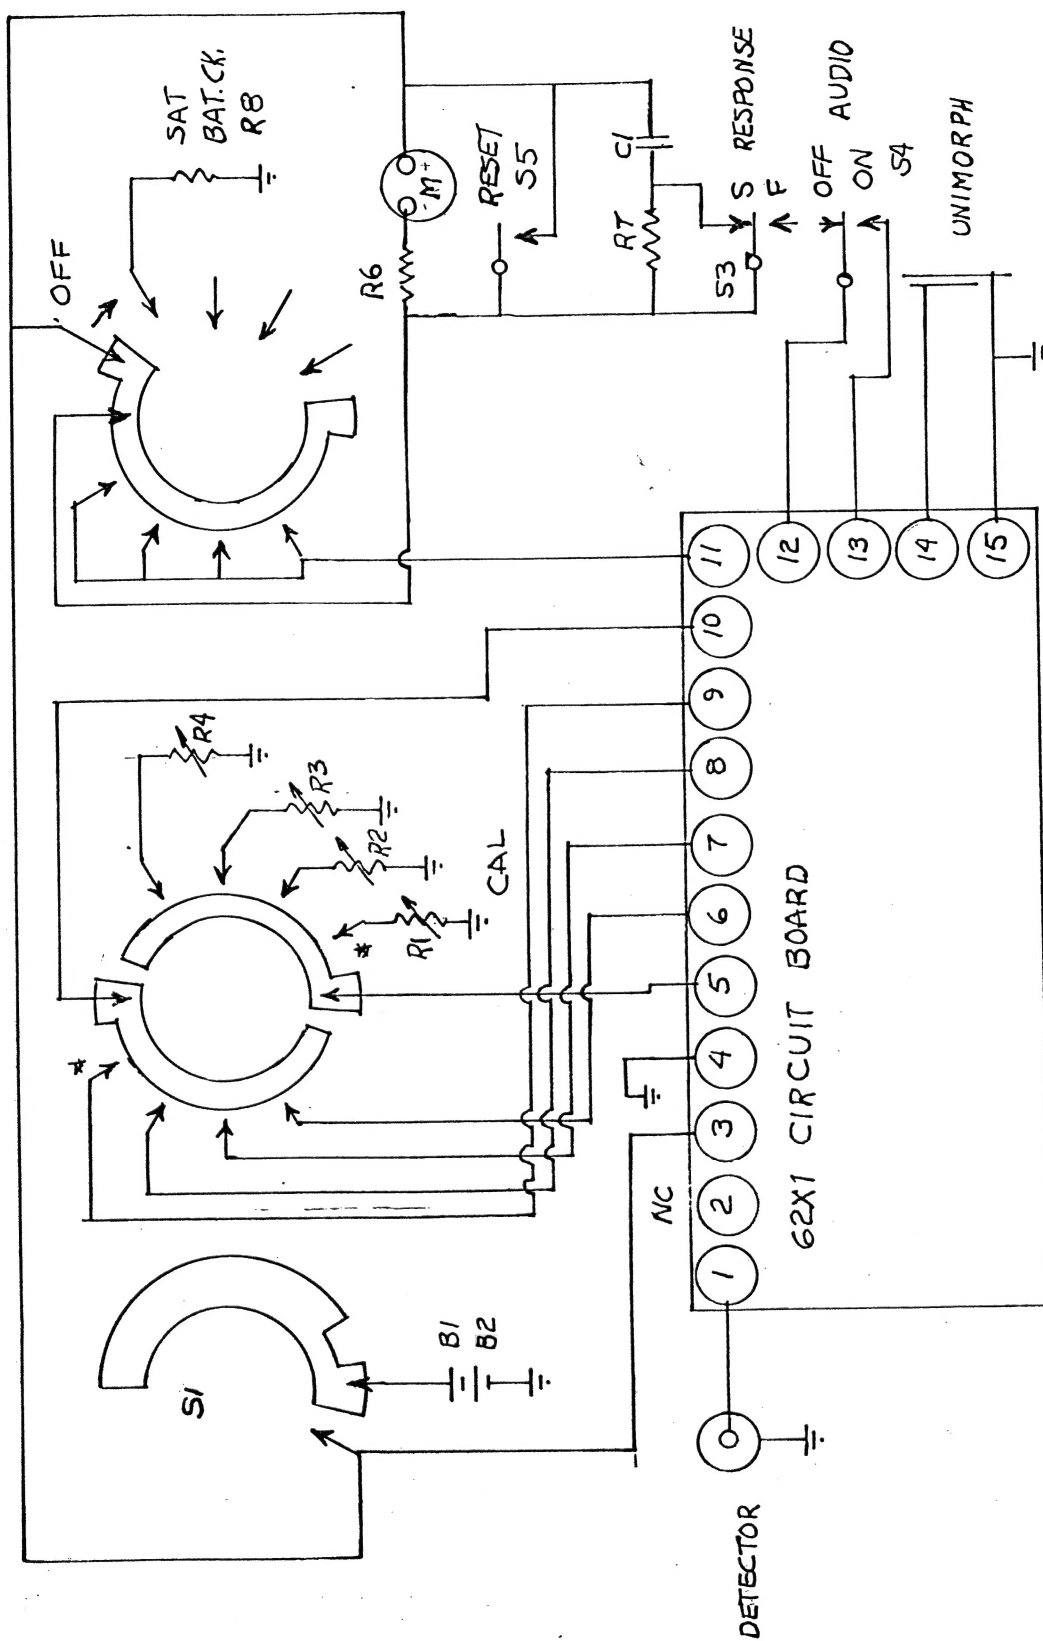 OFF
SAT
BAT.CK.
R8
R6
-M+
RESET
S5
RT
C1
S3
S
F
RESPONSE
OFF
ON
AUDIO
S4
UNIMORPH
R4
R3
R2
*
R1
CAL
*
S1
B1
B2
NC
1
2
3
4
5
6
7
8
9
10
11
12
13
14
15
62X1 CIRCUIT BOARD
DETECTOR